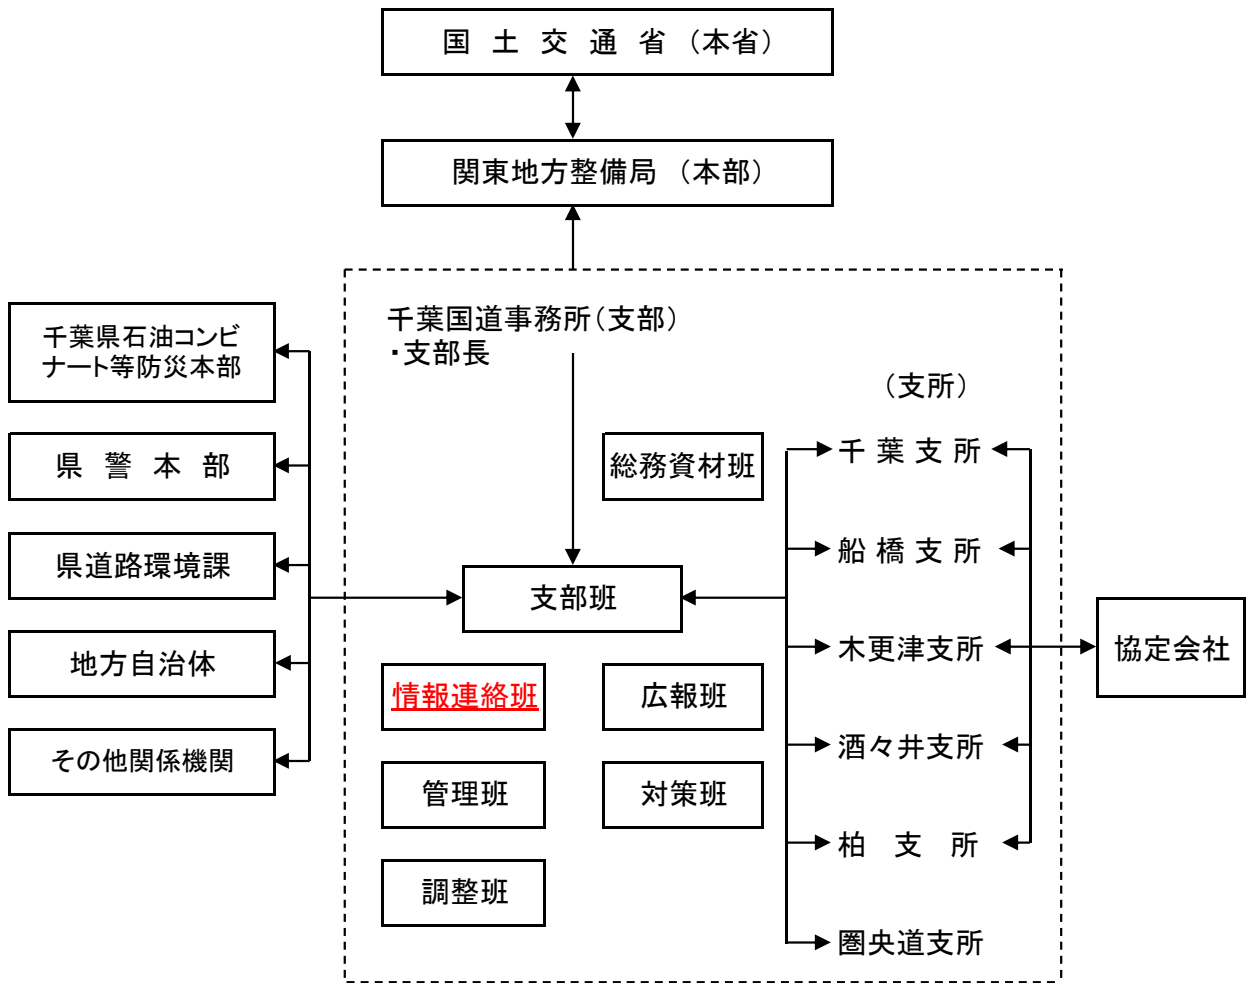 国　土　交　通　省（本省）
関東地方整備局（本部）
千葉国道事務所（支部）
・支部長
千葉県石油コンビ
ナート等防災本部
県　警　本　部
県道路環境課
地方自治体
その他関係機関
総務資材班
支部班
情報連絡班
広報班
管理班
対策班
調整班
（支所）
千 葉 支 所
船 橋 支 所
木更津支所
酒々井支所
柏　支　所
圏央道支所
協定会社